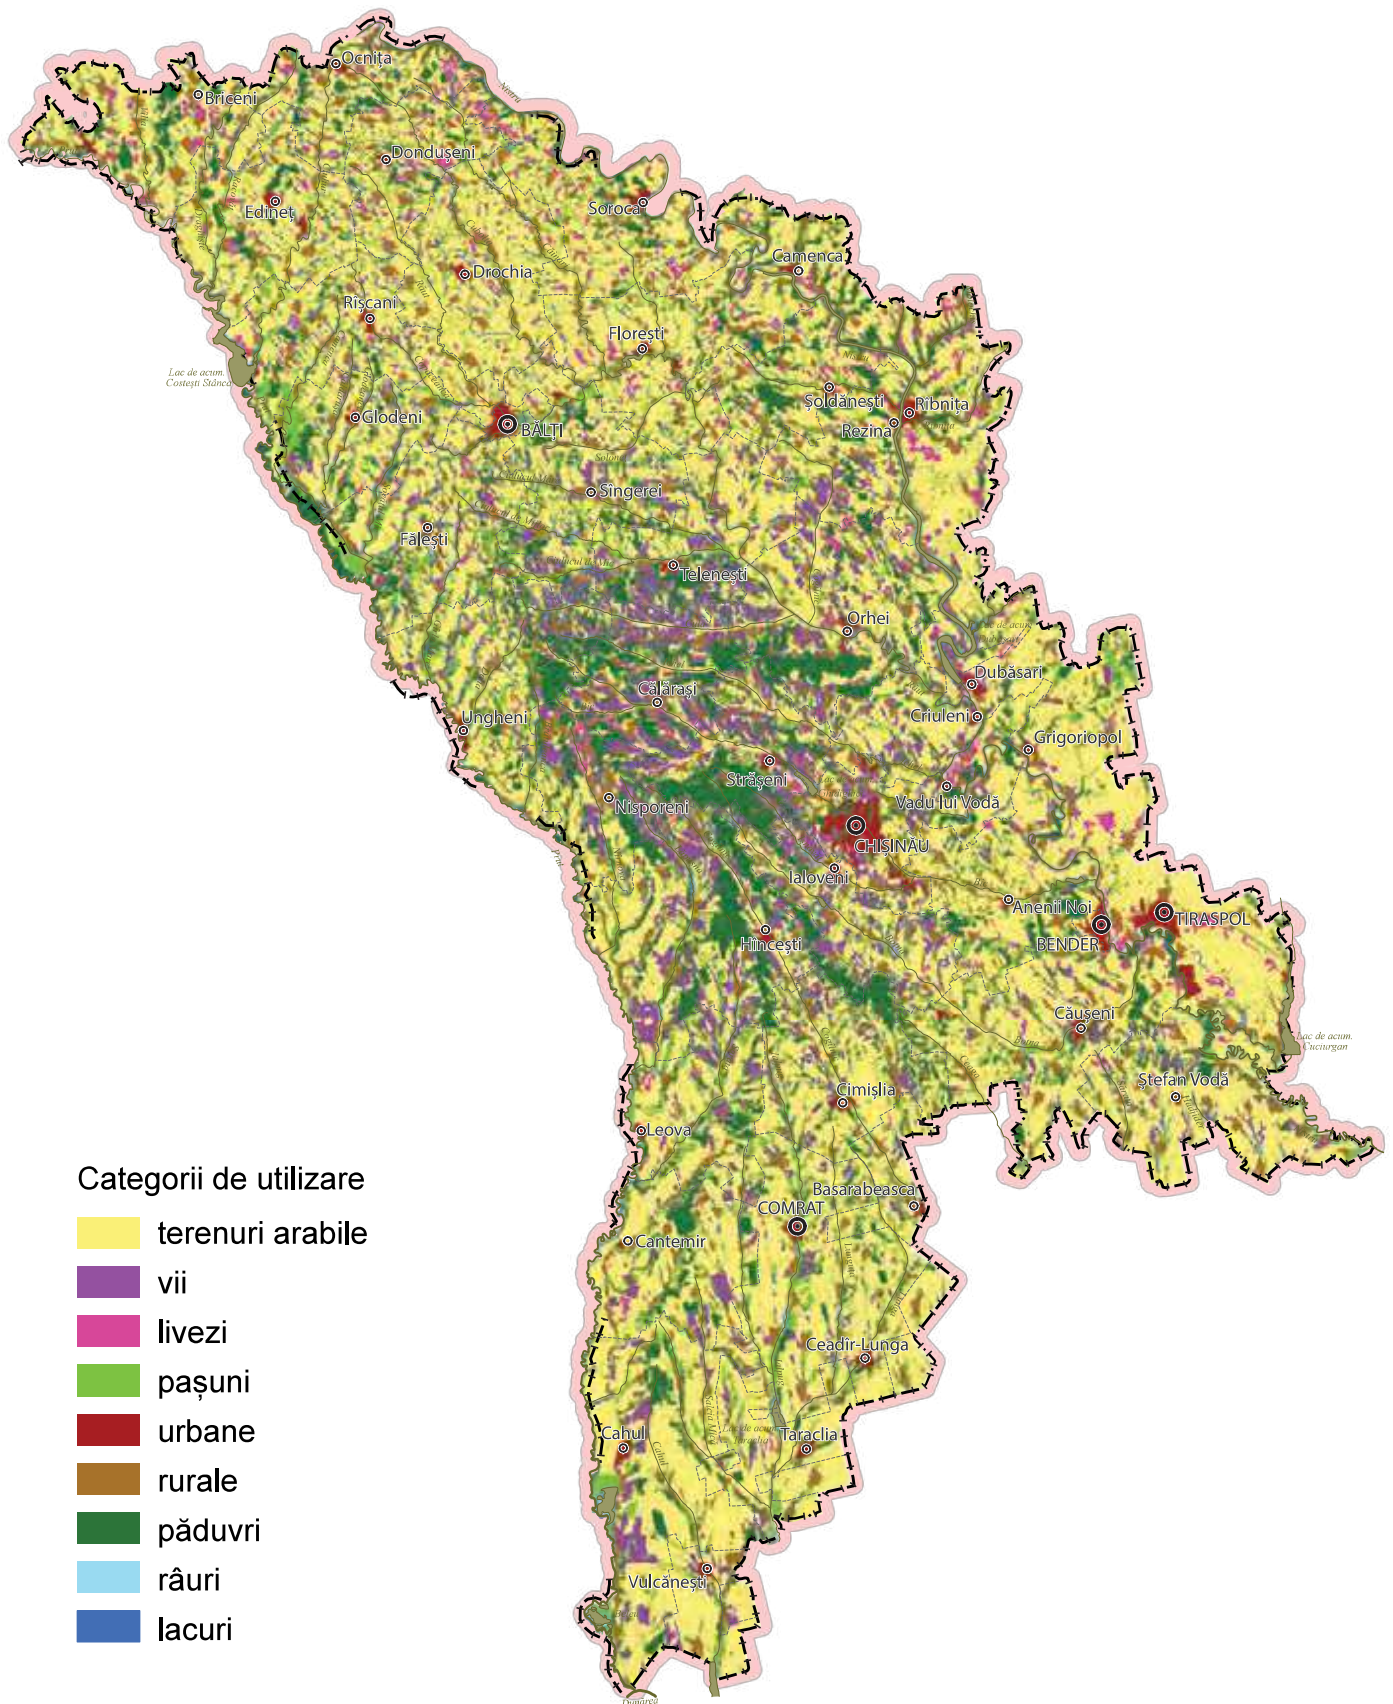 Ocnița
Briceni
Nistru
Dondușeni
Edineț
Soroca
Camenca
Drochia
Rîșcani
Florești
Lac de acum.
Costești Stânca
Șoldănești
Rîbnița
Glodeni
Rezina
BĂLȚI
Sîngerei
Fălești
Telenești
Orhei
Dubăsari
Călărași
Criuleni
Ungheni
Grigoriopol
Strășeni
Vadu lui Vodă
Nisporeni
CHIȘINĂU
Ialoveni
Anenii Noi
TIRASPOL
BENDER
Hîncești
Căușeni
Lac de acum.
Cuciurgan
Ștefan Vodă
Cimișlia
Leova
Basarabeasca
COMRAT
Cantemir
Ceadîr-Lunga
Cahul
Taraclia
Vulcănești
Dunărea
Categorii de utilizare
terenuri arabile
vii
livezi
pașuni
urbane
rurale
păduvri
râuri
lacuri